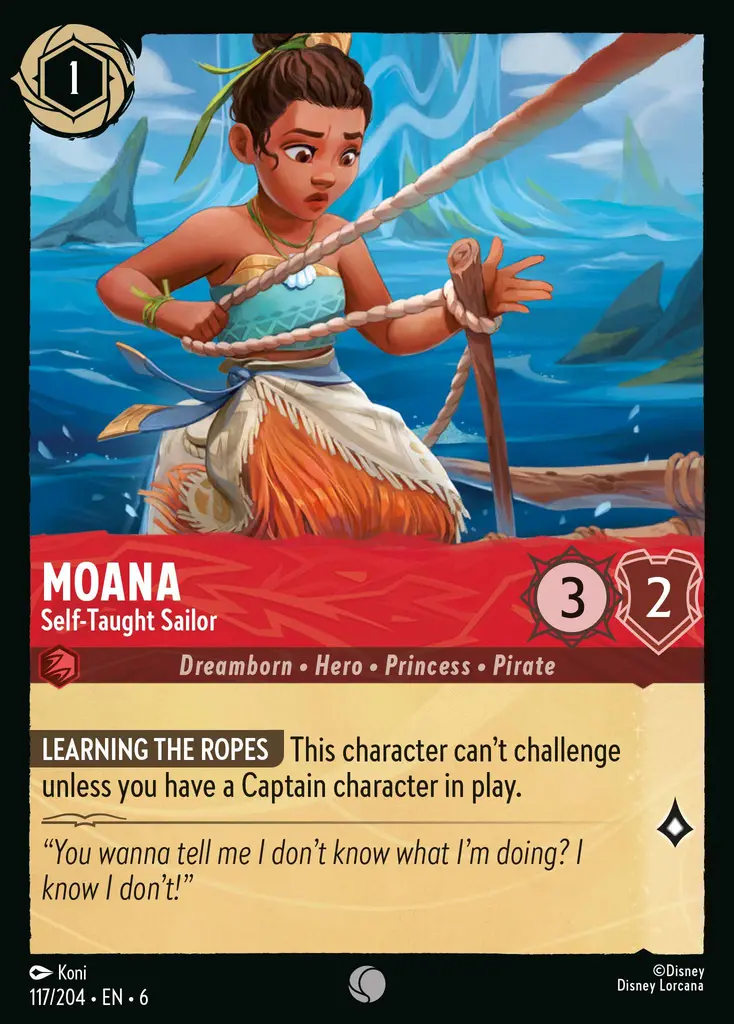 1
MOANA
Self-Taught Sailor
3
2
Dreamborn • Hero • Princess • Pirate
LEARNING THE ROPES This character can’t challenge
unless you have a Captain character in play.
“You wanna tell me I don’t know what I’m doing? I
know I don’t!”
Koni
117/204 • EN • 6
©Disney
Disney Lorcana